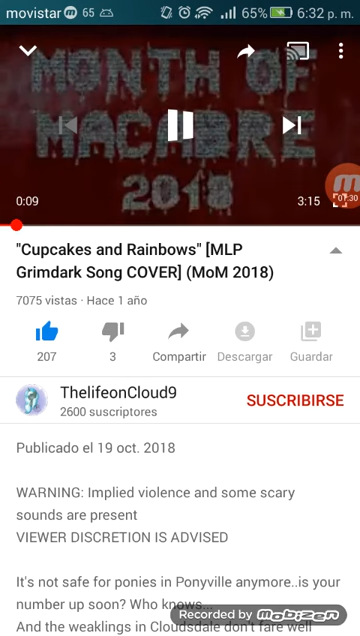 movistar 65 65% 6:32 p. m.
MONTH OF
MACABRE
2018
0:09 3:15
07:30
"Cupcakes and Rainbows" [MLP
Grimdark Song COVER] (MoM 2018)
7075 vistas · Hace 1 año
207 3 Compartir Descargar Guardar
ThelifeonCloud9
2600 suscriptores
SUSCRIBIRSE
Publicado el 19 oct. 2018
WARNING: Implied violence and some scary
sounds are present
VIEWER DISCRETION IS ADVISED
It's not safe for ponies in Ponyville anymore..is your
number up soon? Who knows...
Recorded by mobizen
And the weaklings in Cloudsdale don't fare well